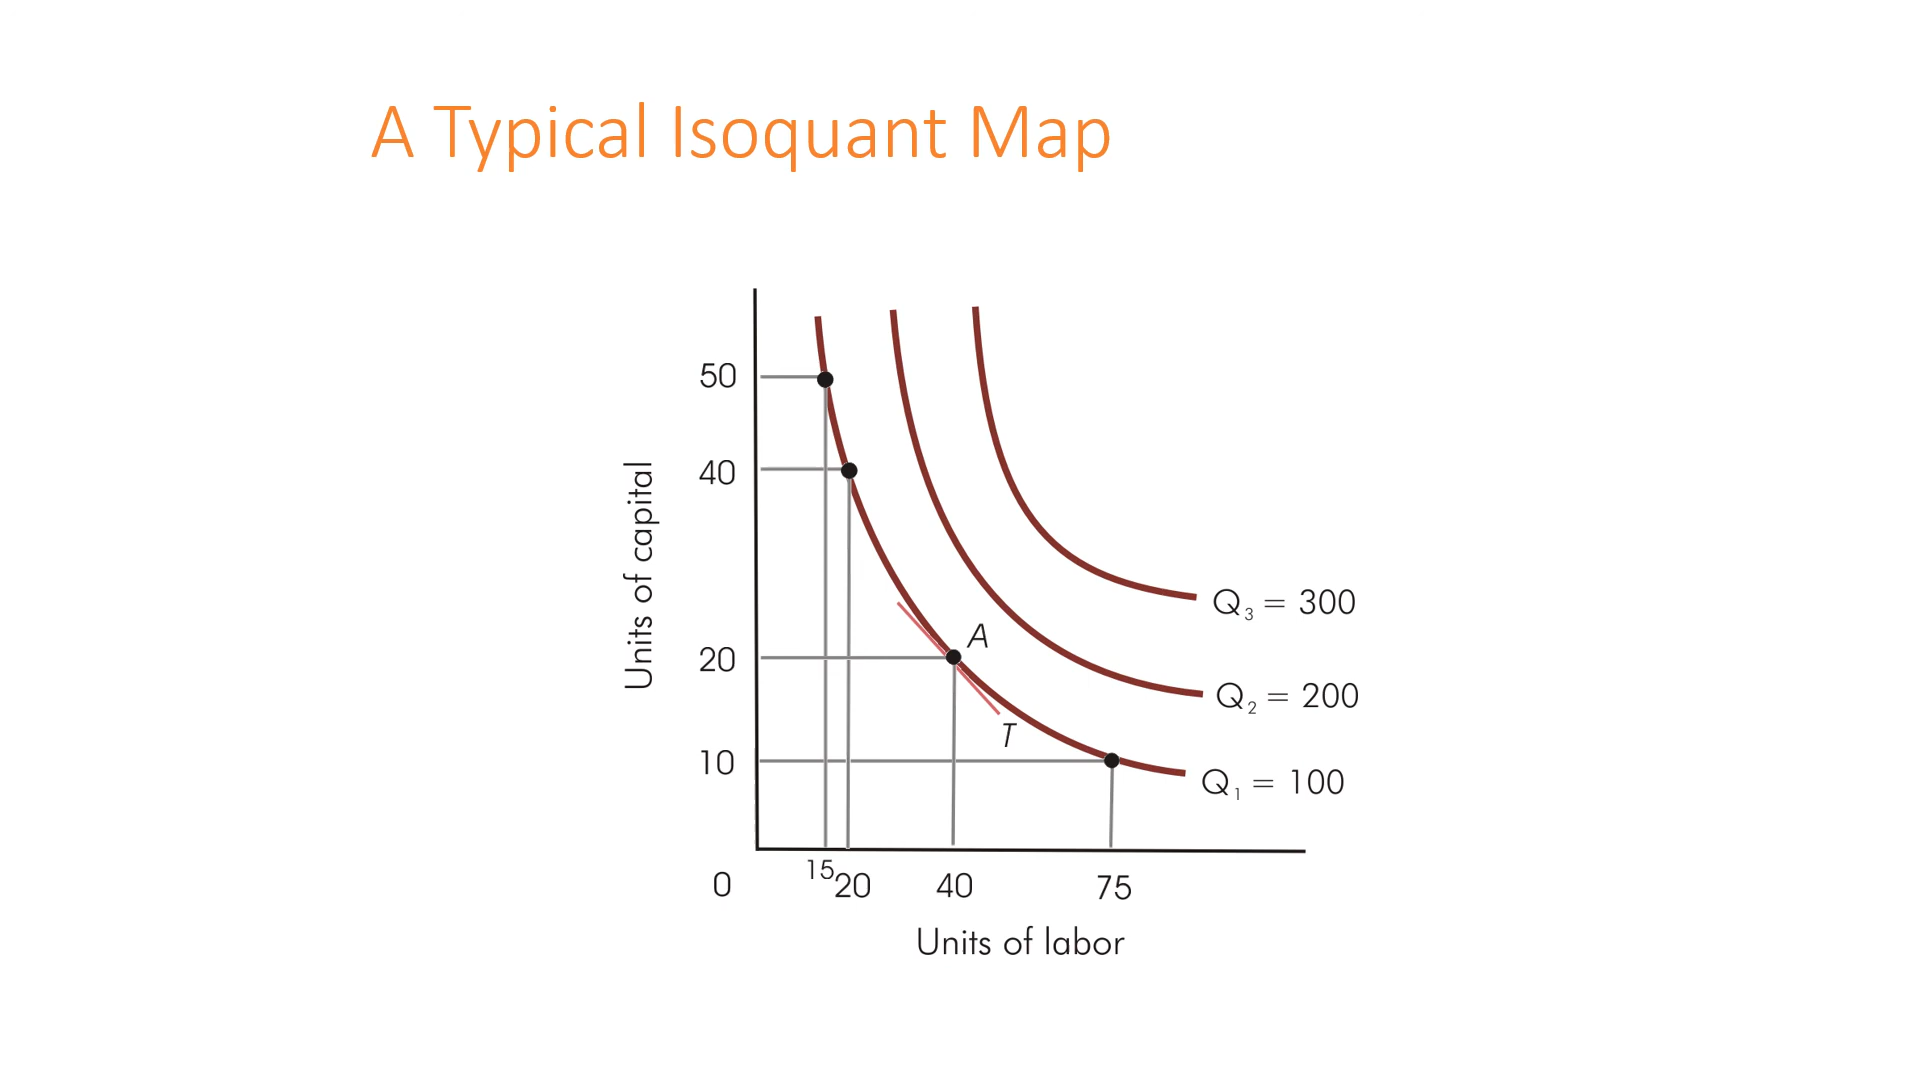 A Typical Isoquant Map
Units of capital
50
40
20
10
0
15
20
40
75
Units of labor
A
T
Q3 = 300
Q2 = 200
Q1 = 100